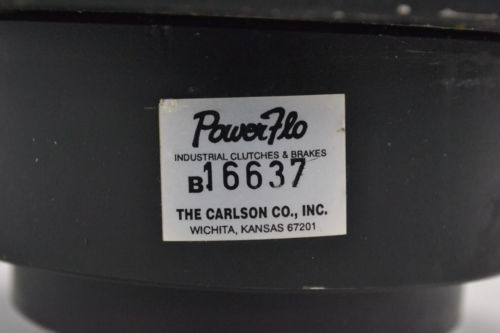 PowerFlo
INDUSTRIAL CLUTCHES & BRAKES
B16637
THE CARLSON CO., INC.
WICHITA, KANSAS 67201